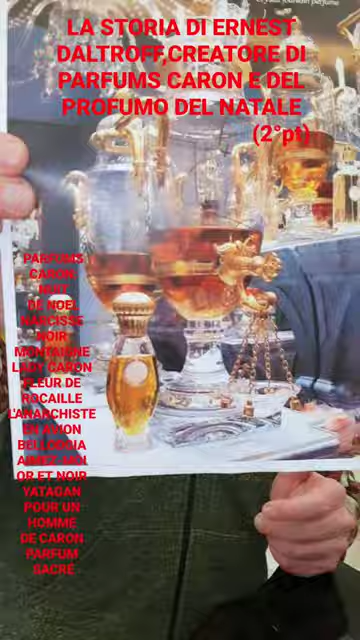 LA STORIA DI ERNEST
DALTROFF,CREATORE DI
PARFUMS CARON E DEL
PROFUMO DEL NATALE
(2°pt)
PARFUMS
CARON
NUIT
DE NOEL
NARCISSE
NOIR
MONTAIGNE
LADY CARON
FLEUR DE
ROCAILLE
L'ANARCHISTE
EN AVION
BELLODGIA
AIMEZ-MOI
OR ET NOIR
YATAGAN
POUR UN
HOMME
DE CARON
PARFUM
SACRÉ